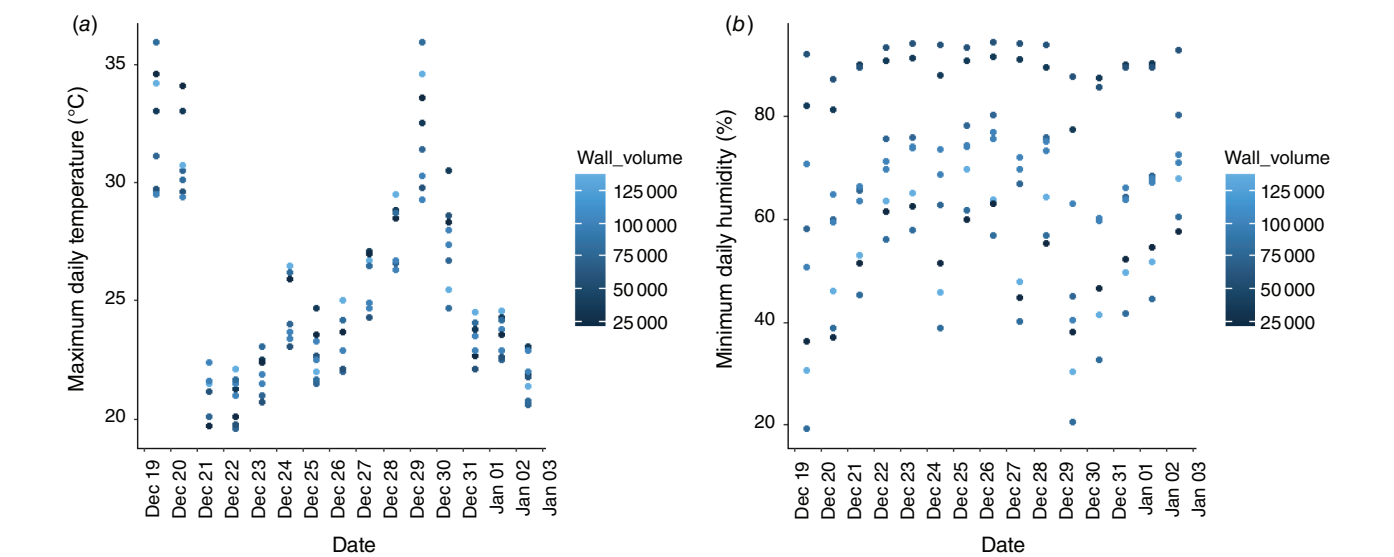 (a)
Maximum daily temperature (°C)
35
30
25
20
Dec 19
Dec 20
Dec 21
Dec 22
Dec 23
Dec 24
Dec 25
Dec 26
Dec 27
Dec 28
Dec 29
Dec 30
Dec 31
Jan 01
Jan 02
Jan 03
Date
Wall_volume
125 000
100 000
75 000
50 000
25 000
(b)
Minimum daily humidity (%)
80
60
40
20
Dec 19
Dec 20
Dec 21
Dec 22
Dec 23
Dec 24
Dec 25
Dec 26
Dec 27
Dec 28
Dec 29
Dec 30
Dec 31
Jan 01
Jan 02
Jan 03
Date
Wall_volume
125 000
100 000
75 000
50 000
25 000